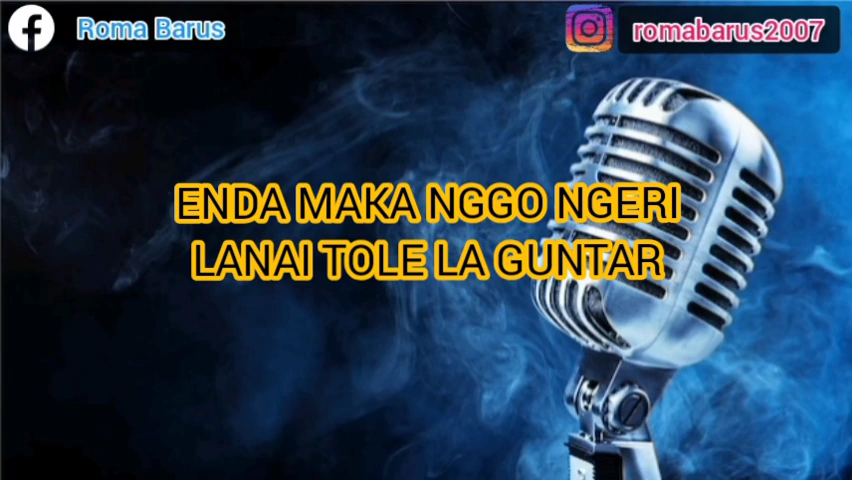 Roma Barus
romabarus2007
ENDA MAKA NGGO NGERI
LANAI TOLE LA GUNTAR